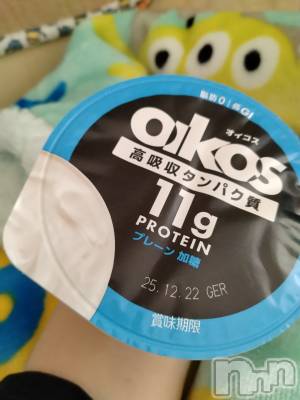 脂肪0
oikos
オイコス
高吸収タンパク質
11g
PROTEIN
プレーン 加糖
25.12.22 GER
賞味期限